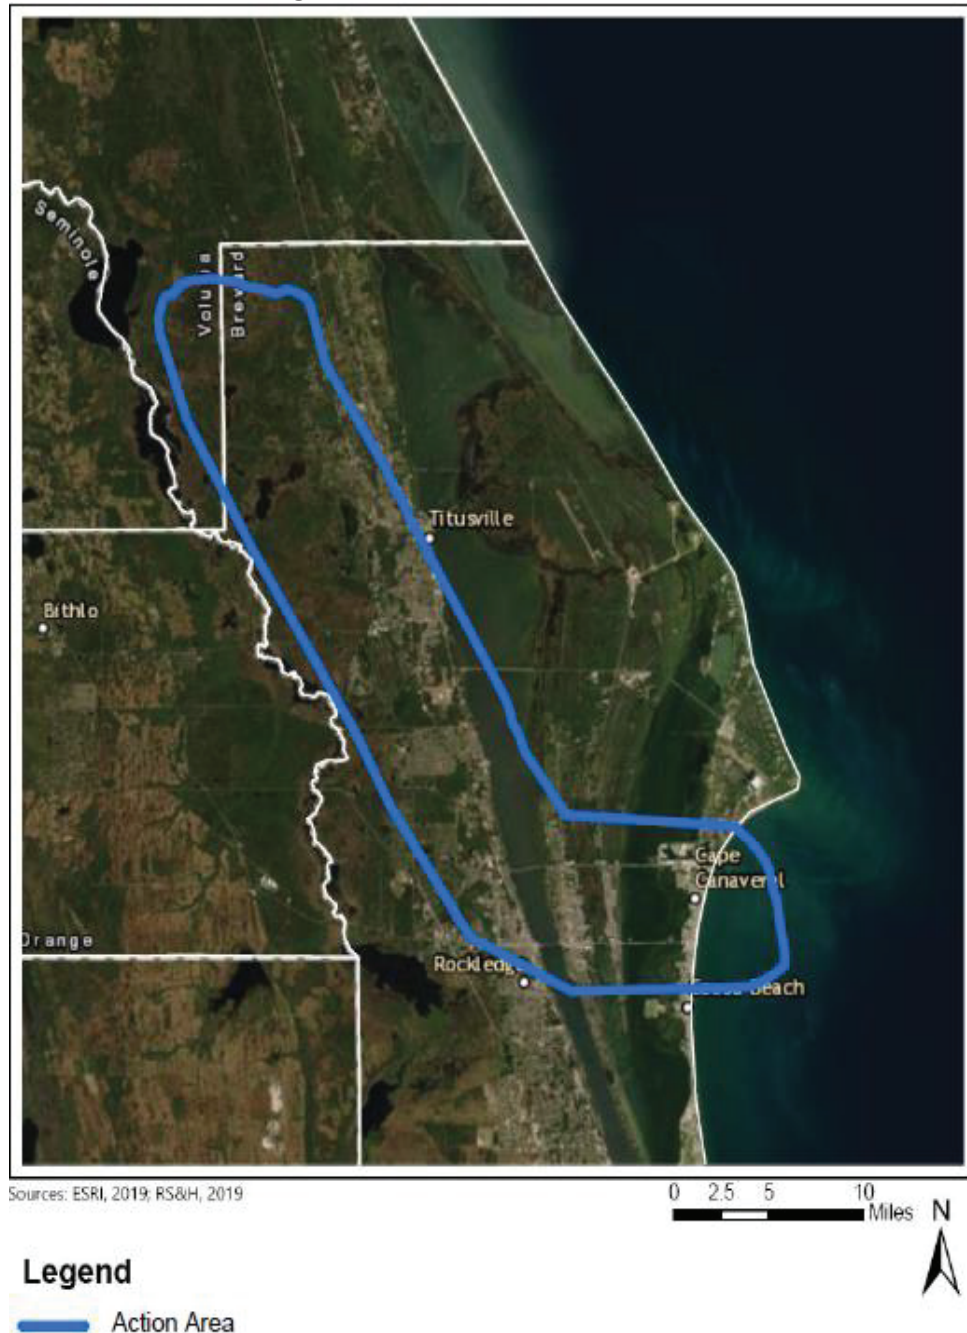 Seminole
Volusia
Brevard
Titusville
Bithlo
Cape
Canaveral
Orange
Rockledge
Cocoa Beach
Sources: ESRI, 2019; RS&H, 2019
0 2.5 5 10
Miles
N
Legend
Action Area